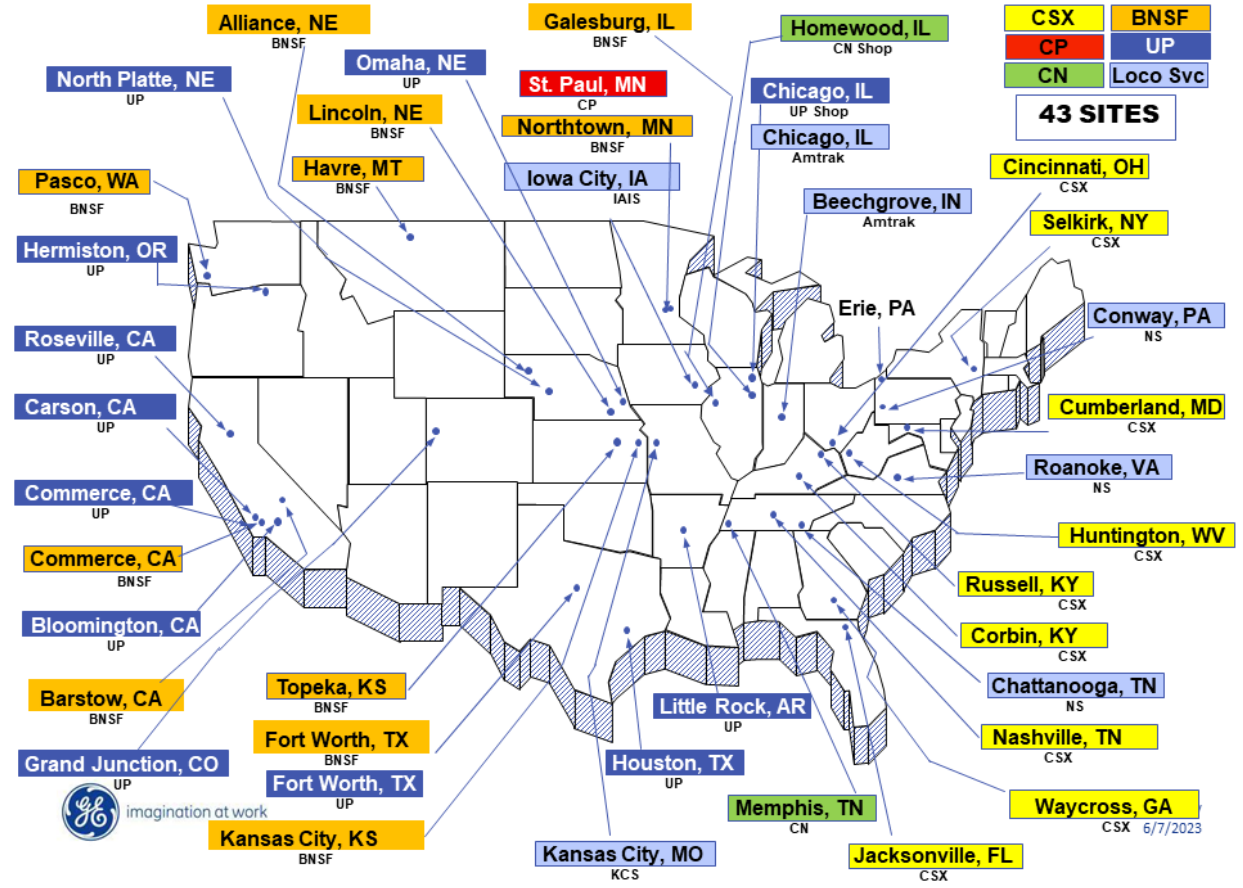 Alliance, NE
BNSF
Galesburg, IL
BNSF
Homewood, IL
CN Shop
CSX
BNSF
CP
UP
CN
Loco Svc
43 SITES
North Platte, NE
UP
Omaha, NE
UP
St. Paul, MN
CP
Chicago, IL
UP Shop
Lincoln, NE
BNSF
Northtown, MN
BNSF
Chicago, IL
Amtrak
Havre, MT
BNSF
Iowa City, IA
IAIS
Cincinnati, OH
CSX
Pasco, WA
BNSF
Beechgrove, IN
Amtrak
Selkirk, NY
CSX
Hermiston, OR
UP
Erie, PA
Conway, PA
NS
Roseville, CA
UP
Carson, CA
UP
Cumberland, MD
CSX
Roanoke, VA
NS
Commerce, CA
UP
Huntington, WV
CSX
Commerce, CA
BNSF
Russell, KY
CSX
Bloomington, CA
UP
Corbin, KY
CSX
Barstow, CA
BNSF
Topeka, KS
BNSF
Little Rock, AR
UP
Chattanooga, TN
NS
Fort Worth, TX
BNSF
Nashville, TN
CSX
Grand Junction, CO
UP
Fort Worth, TX
UP
Houston, TX
UP
GE
imagination at work
Memphis, TN
CN
Waycross, GA
CSX
6/7/2023
Kansas City, KS
BNSF
Kansas City, MO
KCS
Jacksonville, FL
CSX